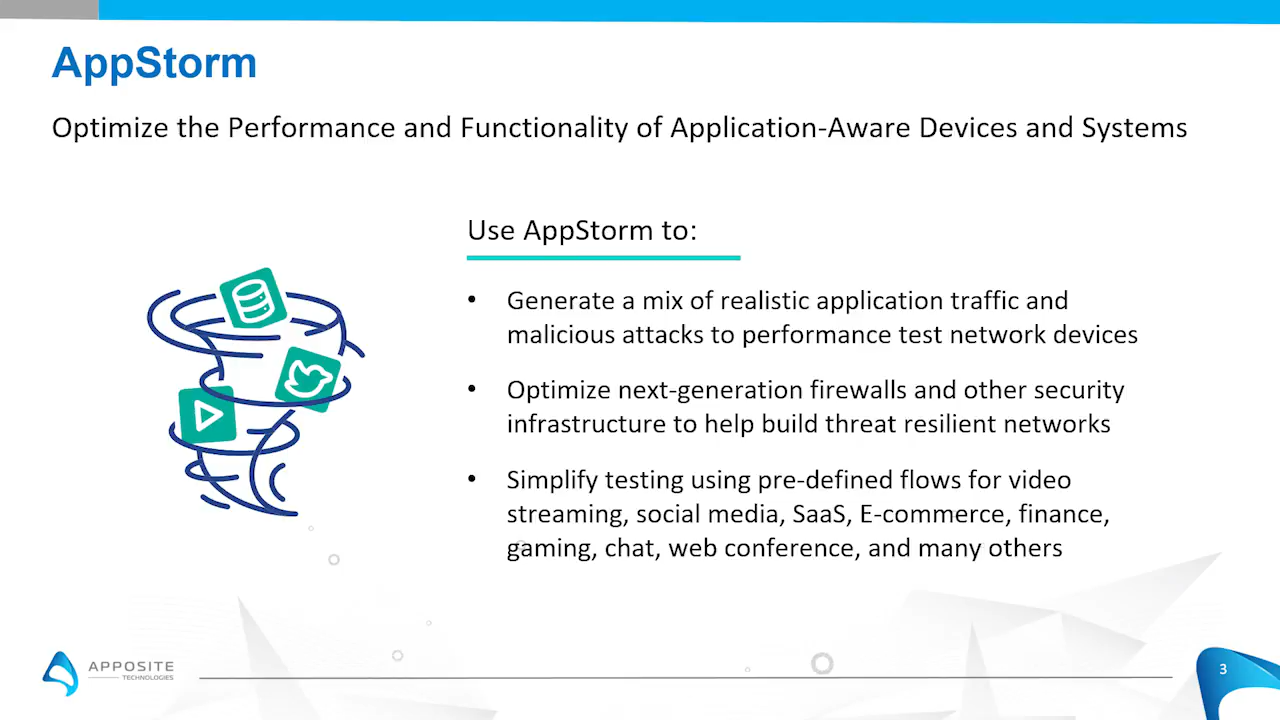 AppStorm
Optimize the Performance and Functionality of Application-Aware Devices and Systems
Use AppStorm to:
• Generate a mix of realistic application traffic and
malicious attacks to performance test network devices
• Optimize next-generation firewalls and other security
infrastructure to help build threat resilient networks
• Simplify testing using pre-defined flows for video
streaming, social media, SaaS, E-commerce, finance,
gaming, chat, web conference, and many others
APPOSITE
TECHNOLOGIES
3